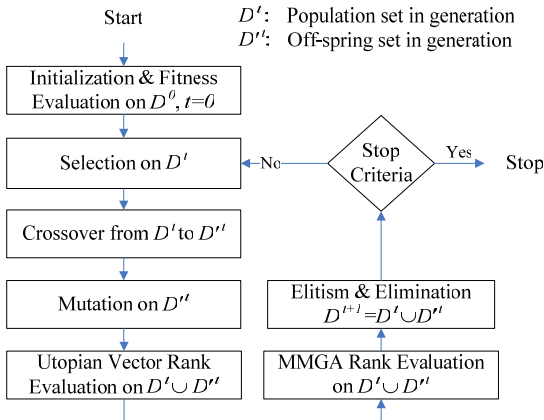 Start
D^t: Population set in generation
D'^t: Off-spring set in generation
Initialization & Fitness
Evaluation on D^0, t=0
Selection on D^t
Crossover from D^t to D'^t
Mutation on D'^t
Utopian Vector Rank
Evaluation on D^t ∪ D'^t
MMGA Rank Evaluation
on D^t ∪ D'^t
Elitism & Elimination
D^{t+1}=D^t∪D'^t
Stop
Criteria
No
Yes
Stop